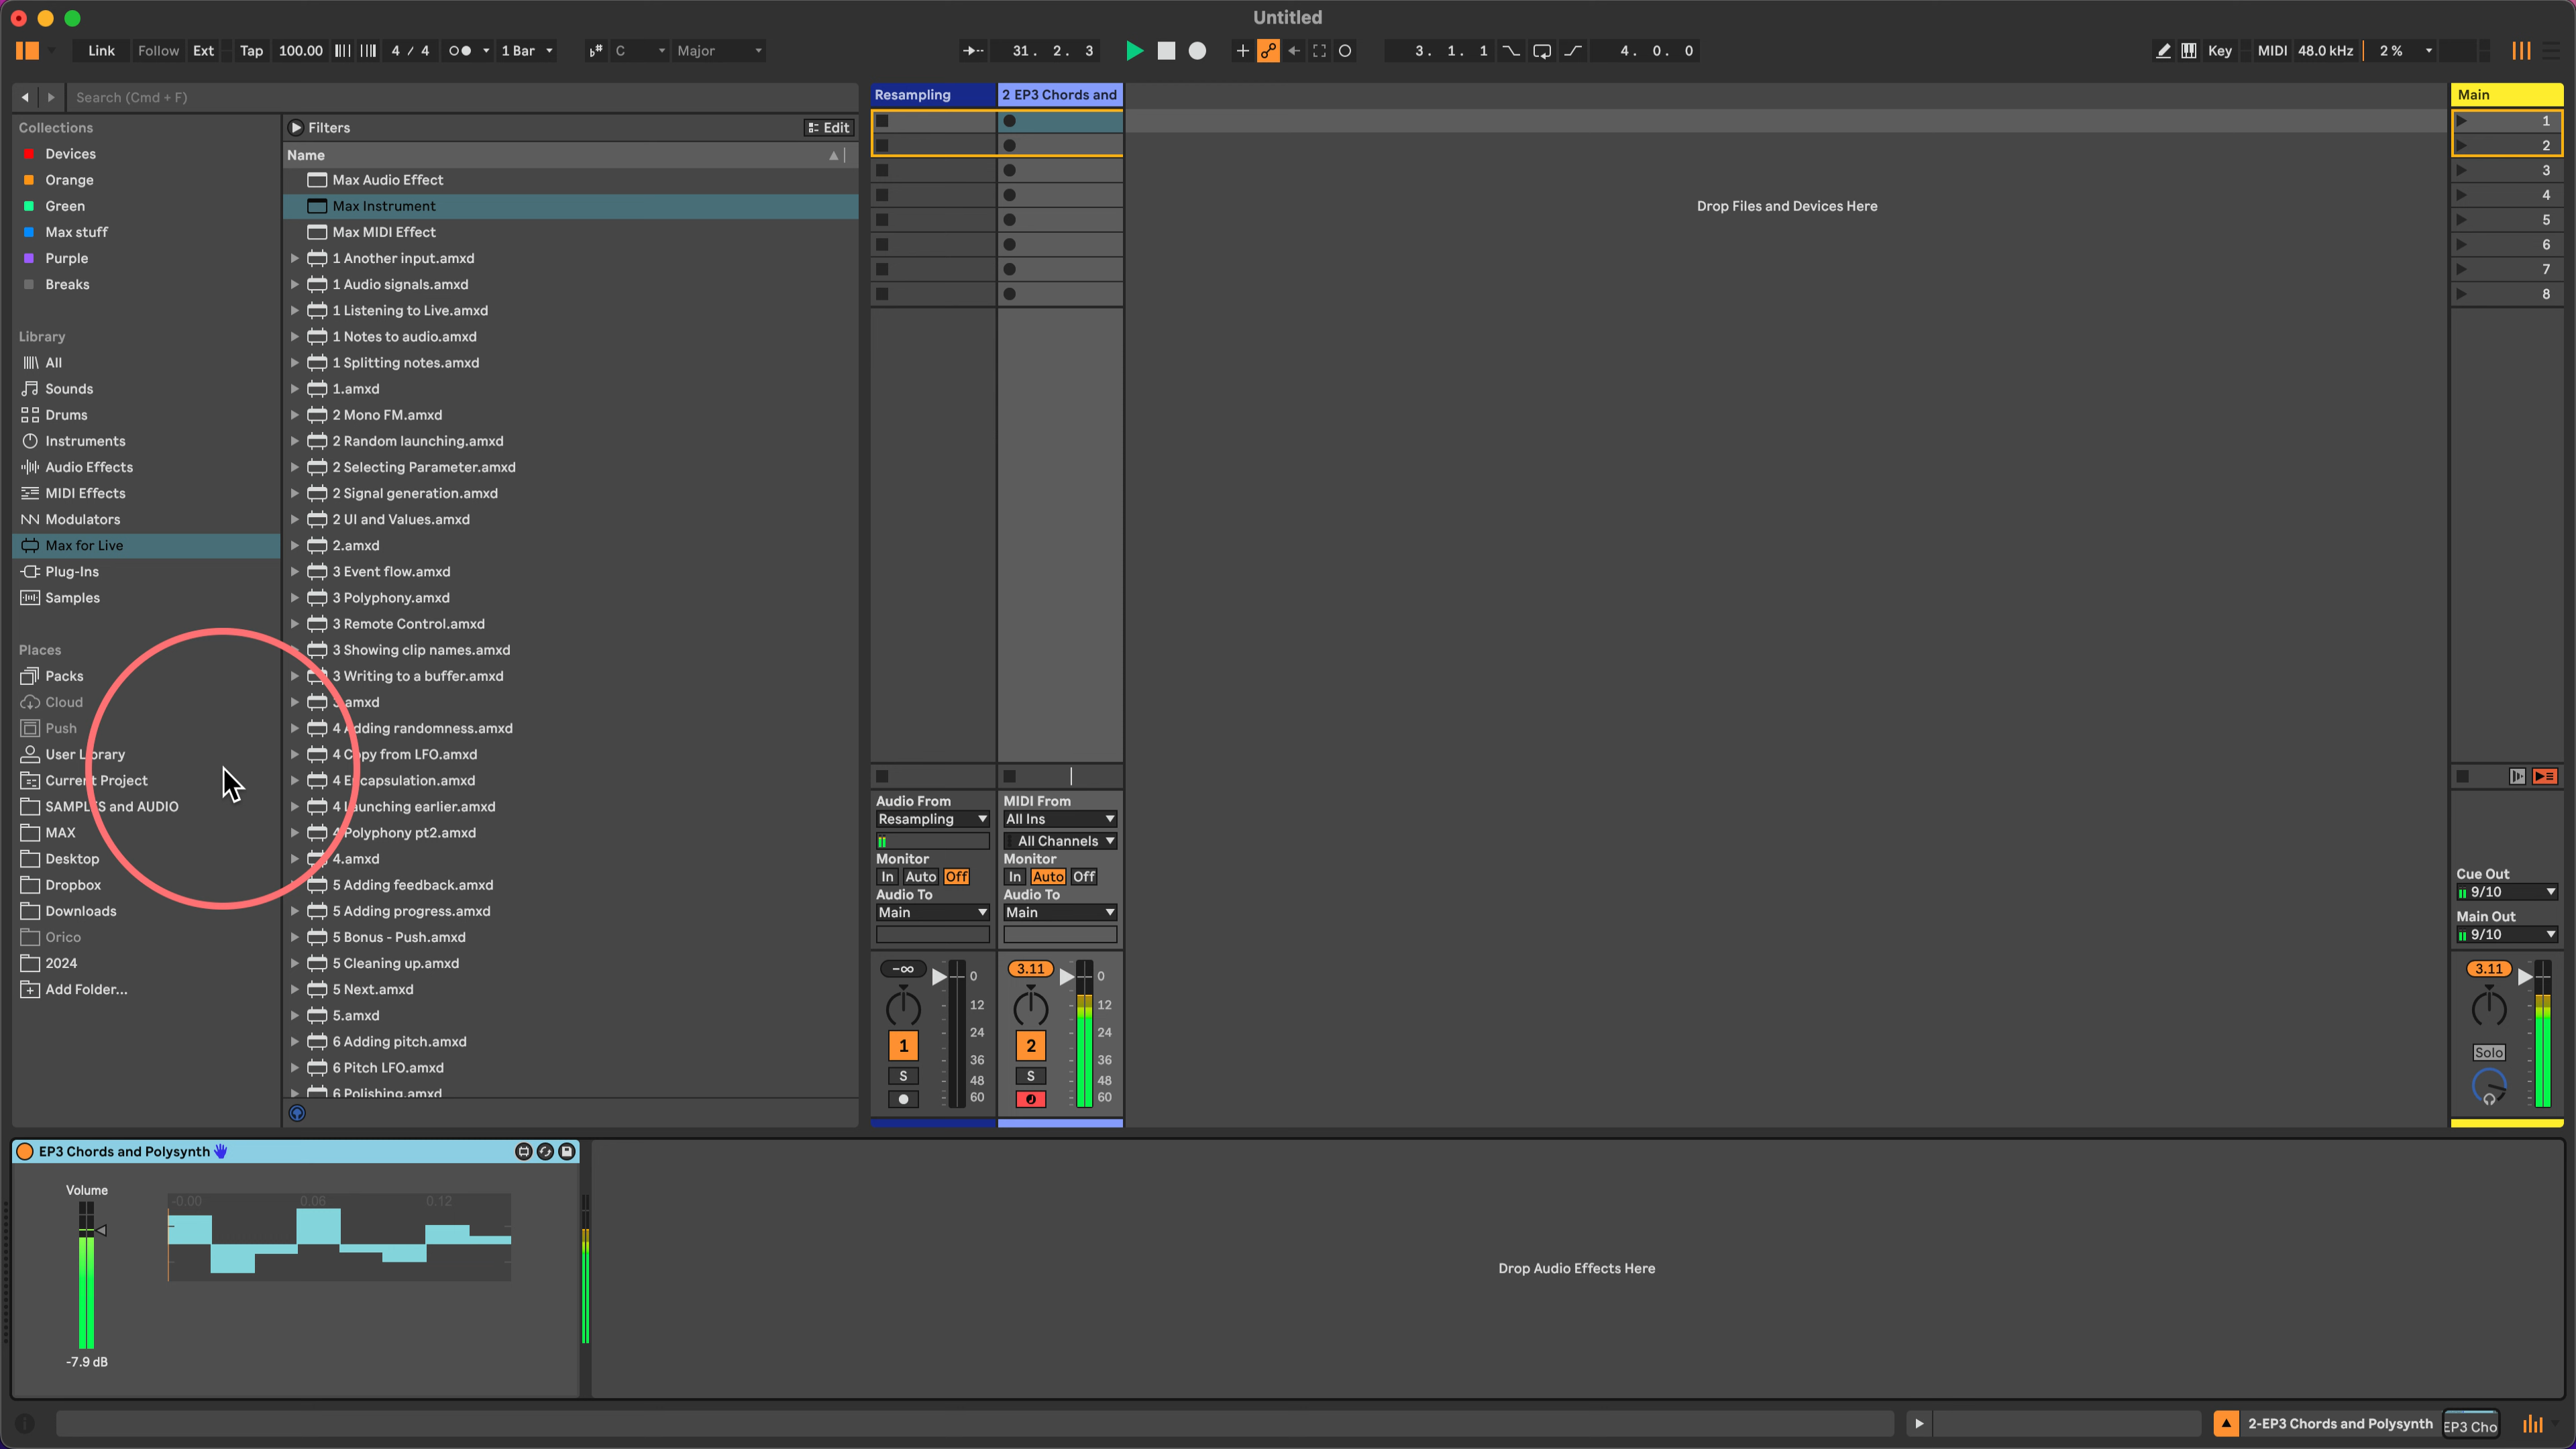 Untitled
Link Follow Ext Tap 100.00 4 / 4 1 Bar C Major 31. 2. 3 3. 1. 1 4. 0. 0 Key MIDI 48.0 kHz 2 %
Search (Cmd + F)
Collections
Devices
Orange
Green
Max stuff
Purple
Breaks
Library
All
Sounds
Drums
Instruments
Audio Effects
MIDI Effects
Modulators
Max for Live
Plug-Ins
Samples
Places
Packs
Cloud
Push
User Library
Current Project
SAMPLES and AUDIO
MAX
Desktop
Dropbox
Downloads
Orico
2024
Add Folder...
Filters Edit
Name
Max Audio Effect
Max Instrument
Max MIDI Effect
1 Another input.amxd
1 Audio signals.amxd
1 Listening to Live.amxd
1 Notes to audio.amxd
1 Splitting notes.amxd
1.amxd
2 Mono FM.amxd
2 Random launching.amxd
2 Selecting Parameter.amxd
2 Signal generation.amxd
2 UI and Values.amxd
2.amxd
3 Event flow.amxd
3 Polyphony.amxd
3 Remote Control.amxd
3 Showing clip names.amxd
3 Writing to a buffer.amxd
3.amxd
4 Adding randomness.amxd
4 Copy from LFO.amxd
4 Encapsulation.amxd
4 Launching earlier.amxd
4 Polyphony pt2.amxd
4.amxd
5 Adding feedback.amxd
5 Adding progress.amxd
5 Bonus - Push.amxd
5 Cleaning up.amxd
5 Next.amxd
5.amxd
6 Adding pitch.amxd
6 Pitch LFO.amxd
6 Polishing.amxd
Resampling
2 EP3 Chords and
Main
1
2
3
4
5
6
7
8
Drop Files and Devices Here
Audio From
Resampling
Monitor
In Auto Off
Audio To
Main
-∞
0
12
24
36
48
60
1
S
MIDI From
All Ins
All Channels
Monitor
In Auto Off
Audio To
Main
3.11
0
12
24
36
48
60
2
S
Cue Out
9/10
Main Out
9/10
3.11
Solo
EP3 Chords and Polysynth
Volume
-7.9 dB
-0.00 0.06 0.12
Drop Audio Effects Here
2-EP3 Chords and Polysynth
EP3 Cho